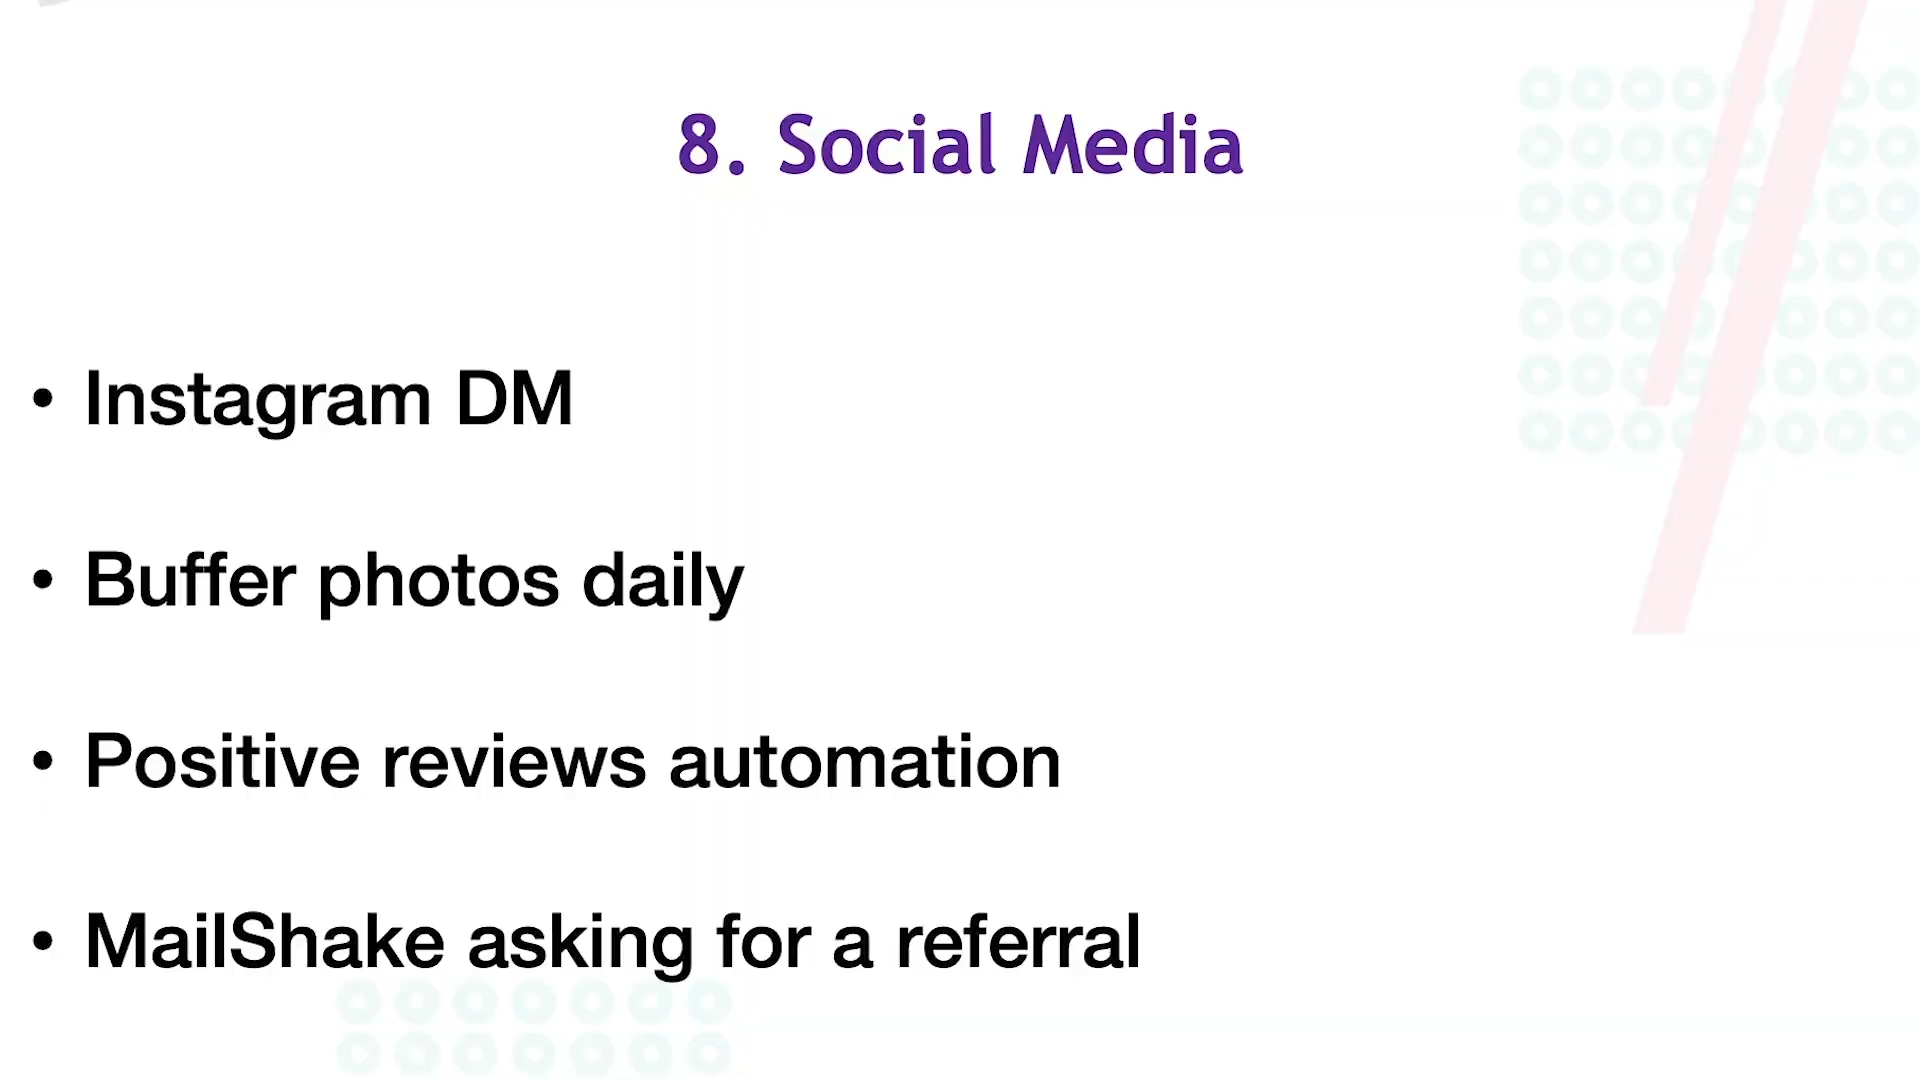 8. Social Media
• Instagram DM
• Buffer photos daily
• Positive reviews automation
• MailShake asking for a referral